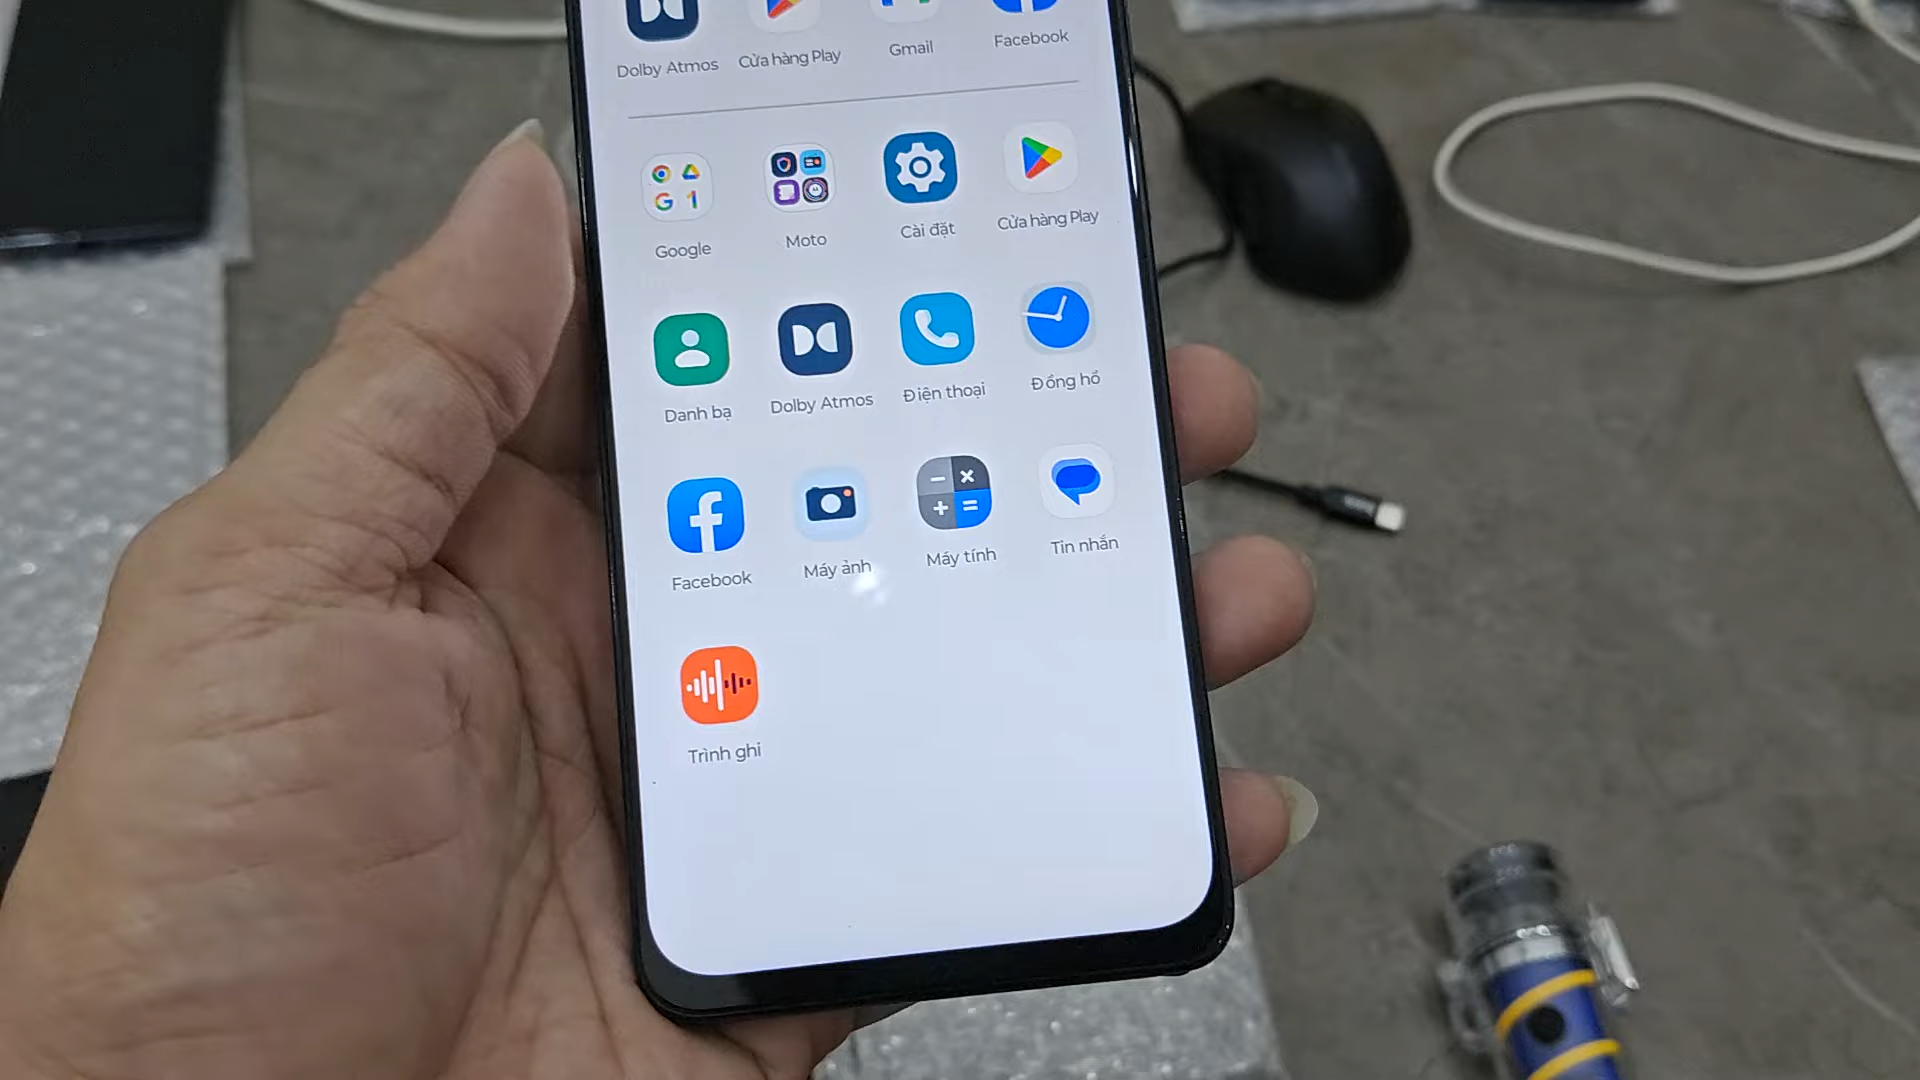 Dolby Atmos
Cửa hàng Play
Gmail
Facebook
Google
Moto
Cài đặt
Cửa hàng Play
Danh bạ
Dolby Atmos
Điện thoại
Đồng hồ
Facebook
Máy ảnh
Máy tính
Tin nhắn
Trình ghi